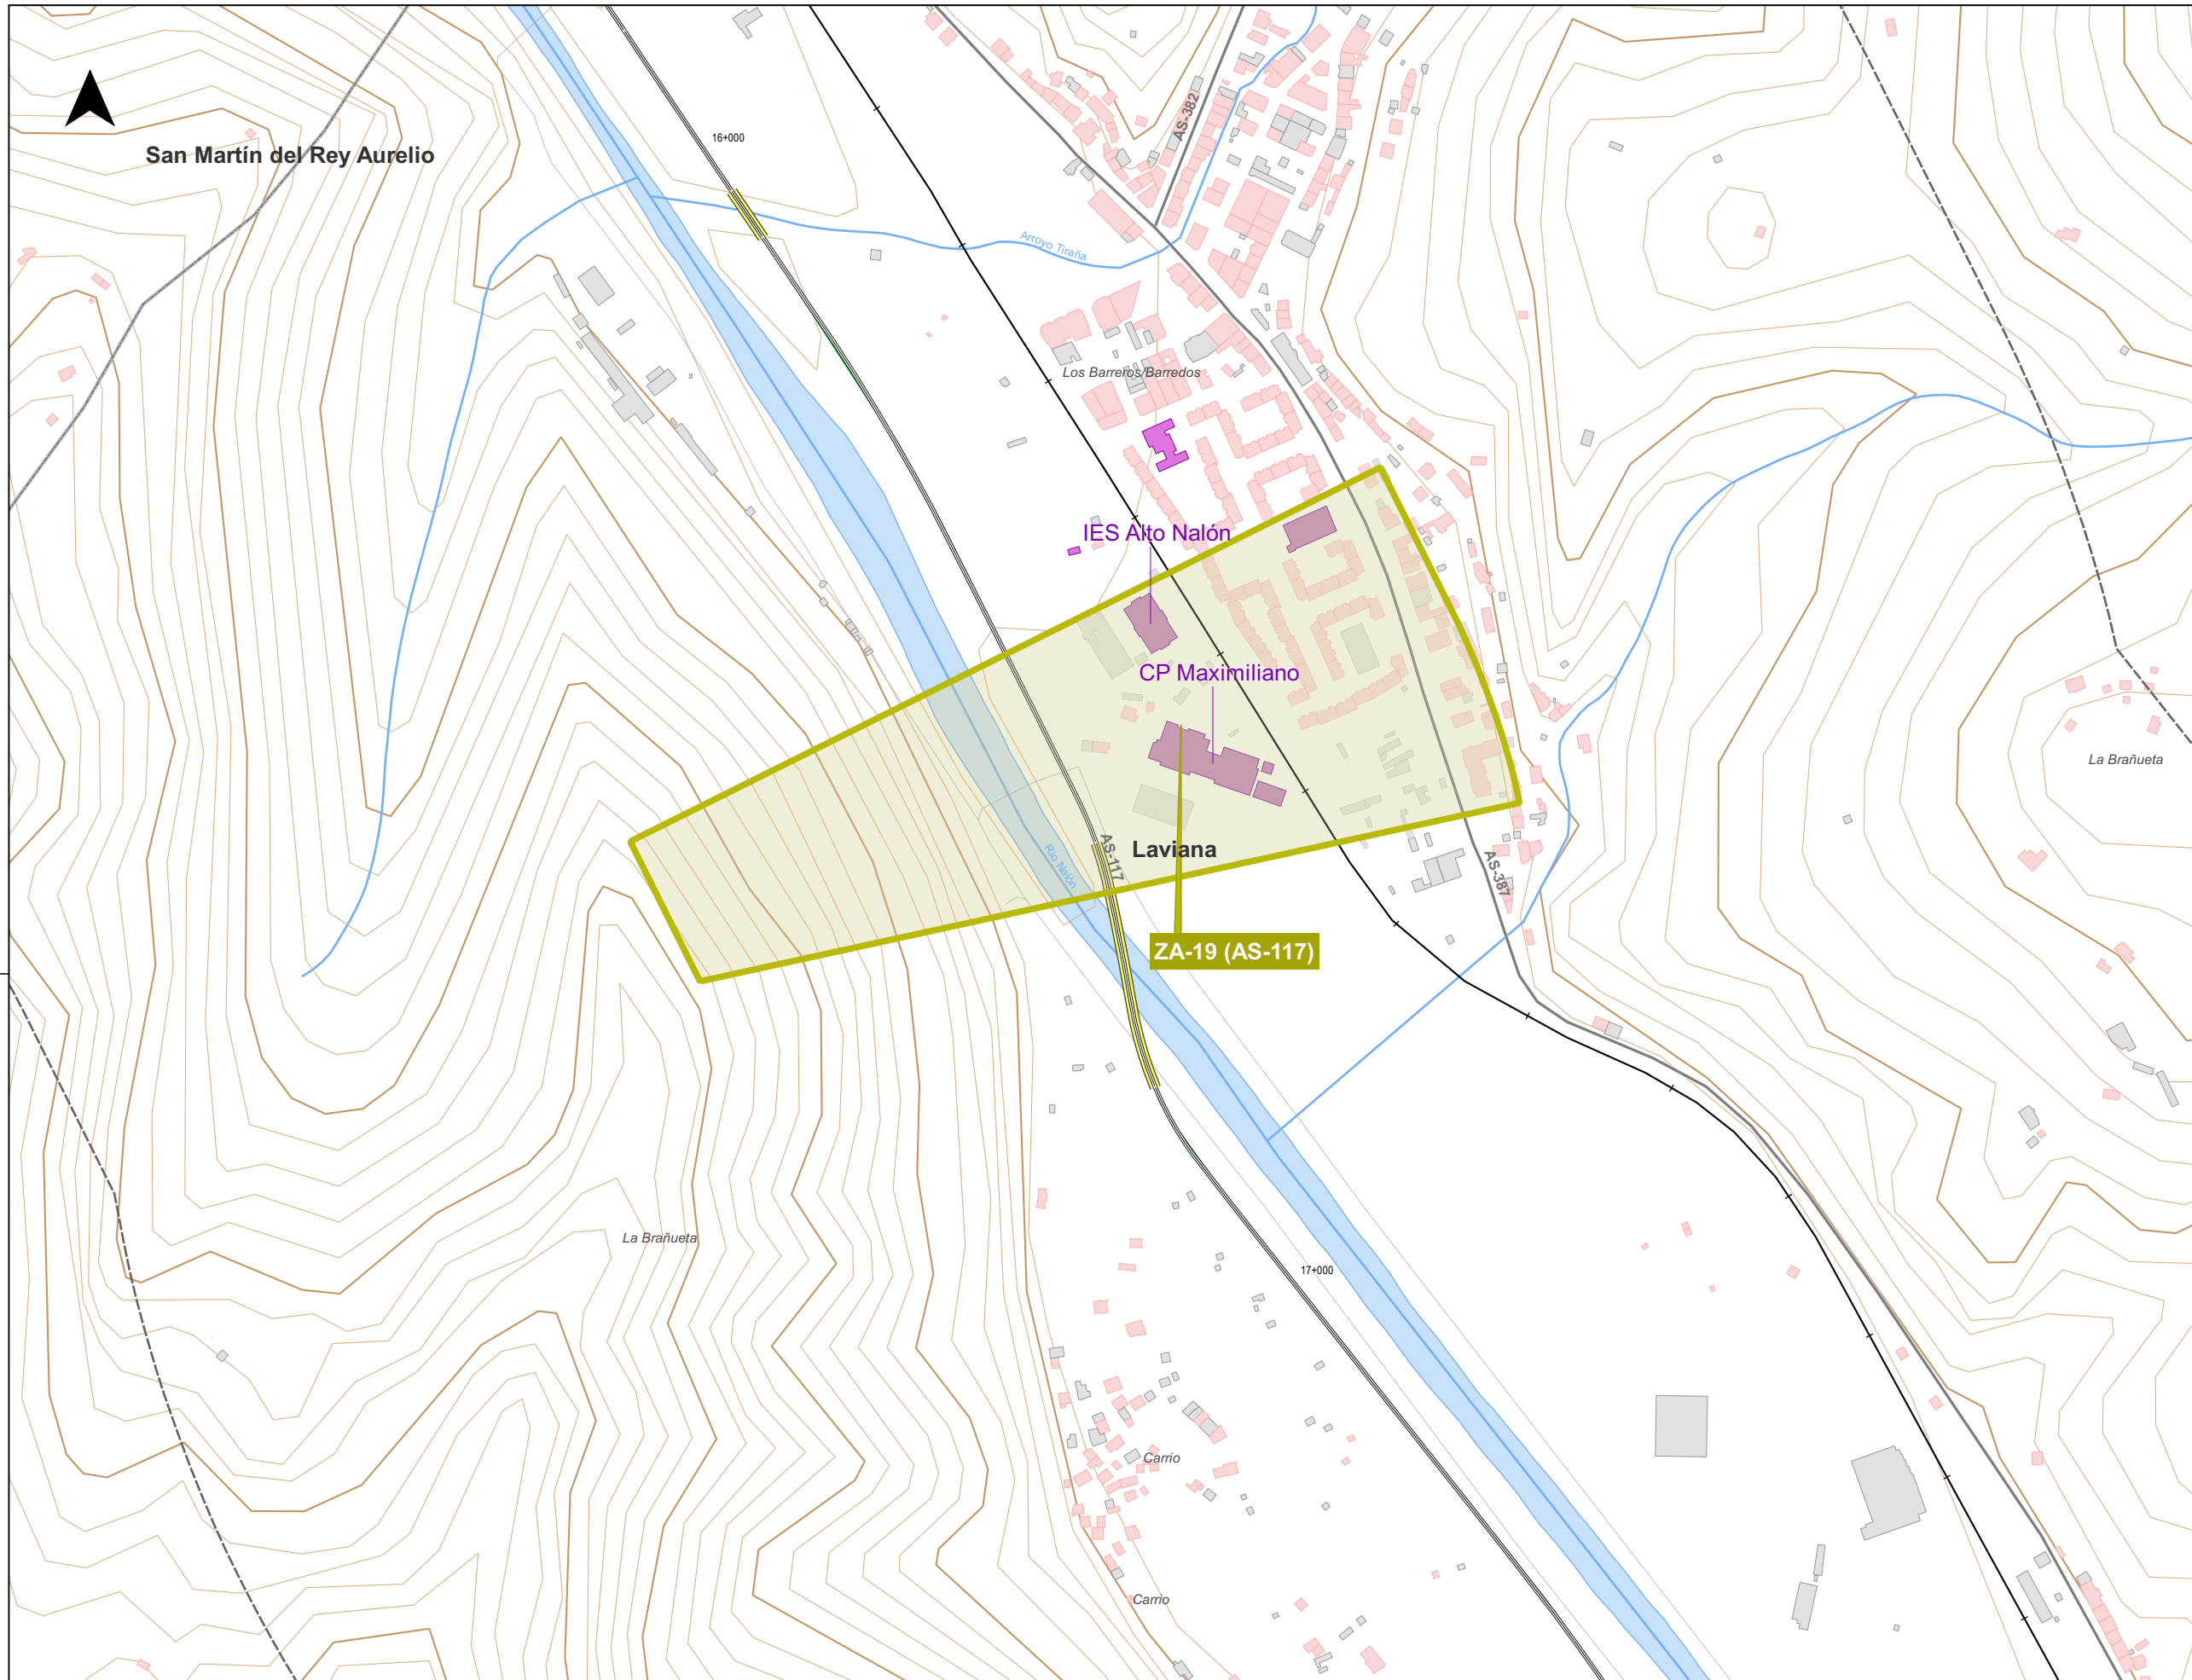 AS-382
16+000
San Martín del Rey Aurelio
Arroyo Tiraña
Los Barreros/Barredos
IES Alto Nalón
CP Maximiliano
La Brañueta
AS-117
Laviana
Río Nalón
AS-387
ZA-19 (AS-117)
La Brañueta
17+000
Carrio
Carrio